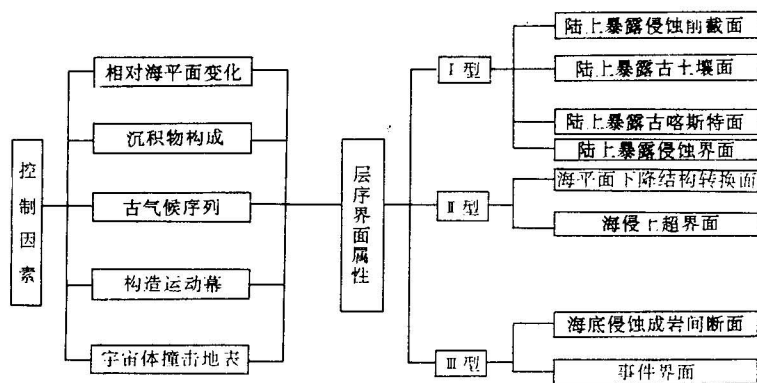 控制因素
相对海平面变化
沉积物构成
古气候序列
构造运动幕
宇宙体撞击地表
层序界面属性
Ⅰ型
陆上暴露侵蚀削截面
陆上暴露古土壤面
陆上暴露古喀斯特面
陆上暴露侵蚀界面
Ⅱ型
海平面下降结构转换面
海侵上超界面
Ⅲ型
海底侵蚀成岩间断面
事件界面